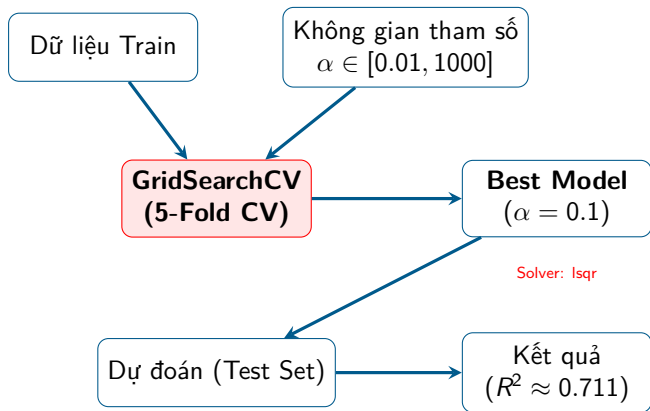 Dữ liệu Train
Không gian tham số
α ∈ [0.01, 1000]
GridSearchCV
(5-Fold CV)
Best Model
(α = 0.1)
Solver: lsqr
Dự đoán (Test Set)
Kết quả
(R² ≈ 0.711)